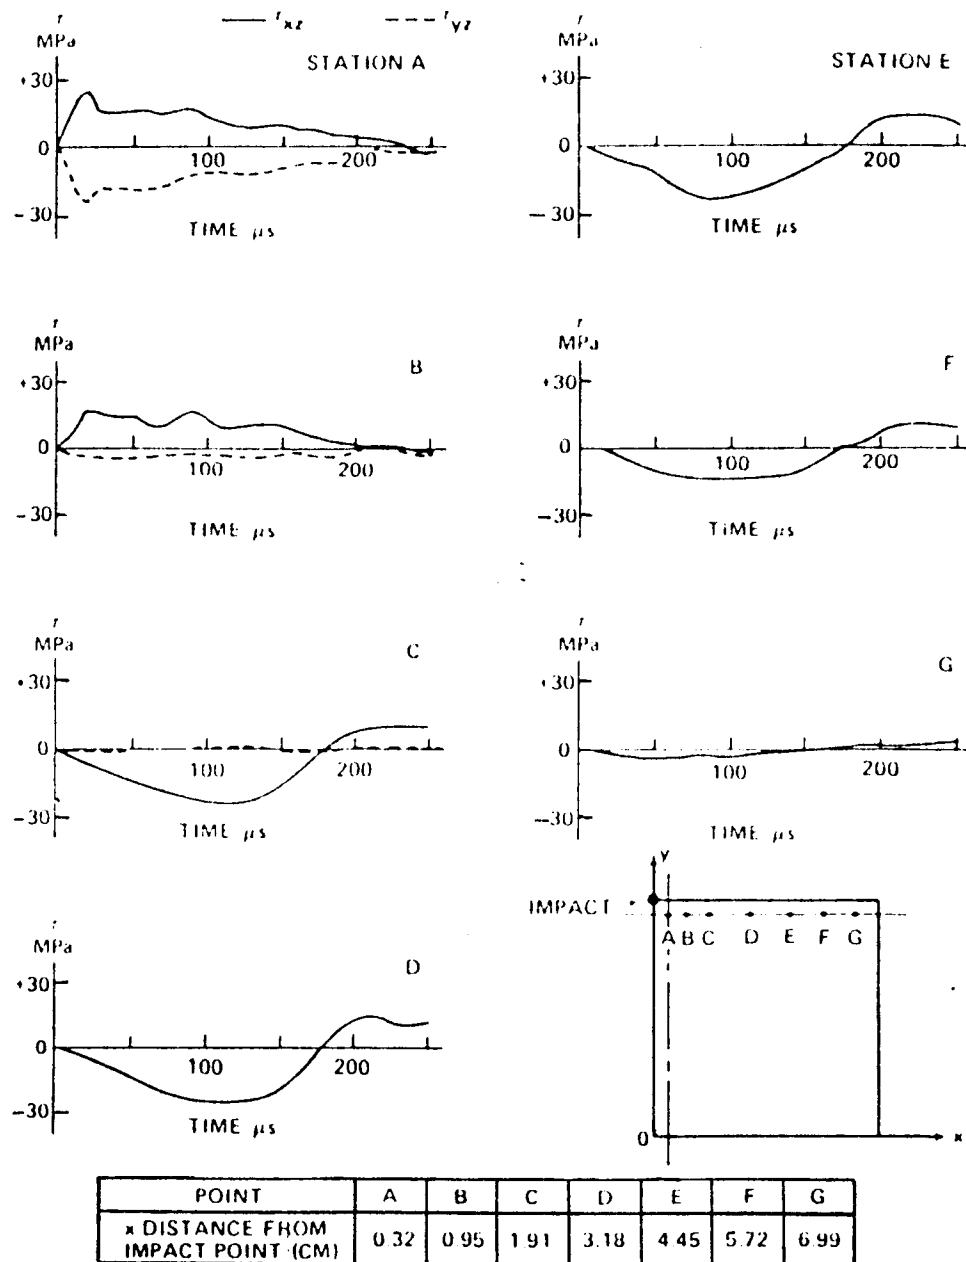 τxz τyz
τ
MPa
STATION A
+30
0
100
200
−30
TIME μs
τ
MPa
STATION E
+30
0
100
200
−30
TIME μs
τ
MPa
B
+30
0
100
200
−30
TIME μs
τ
MPa
F
+30
0
100
200
−30
TIME μs
τ
MPa
C
+30
0
100
200
−30
TIME μs
τ
MPa
G
+30
0
100
200
−30
TIME μs
τ
MPa
D
+30
0
100
200
−30
TIME μs
y
IMPACT
A B C D E F G
0
x
POINT A B C D E F G
x DISTANCE FROM
IMPACT POINT (CM) 0.32 0.95 1.91 3.18 4.45 5.72 6.99